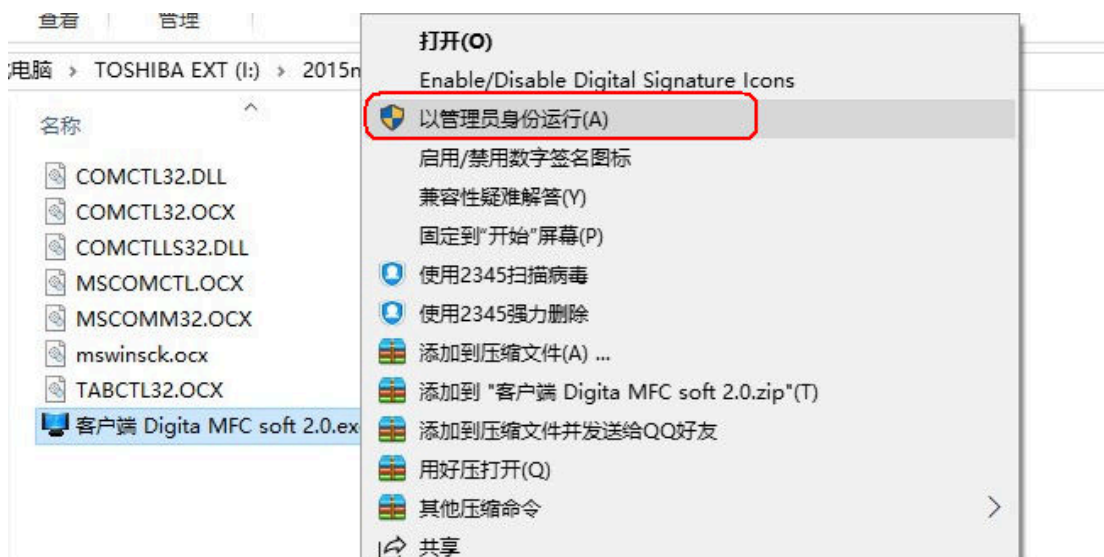 查看 管理
电脑 > TOSHIBA EXT (I:) > 2015
名称
COMCTL32.DLL
COMCTL32.OCX
COMCTLLS32.DLL
MSCOMCTL.OCX
MSCOMM32.OCX
mswinsck.ocx
TABCTL32.OCX
客户端 Digita MFC soft 2.0.ex
打开(O)
Enable/Disable Digital Signature Icons
以管理员身份运行(A)
启用/禁用数字签名图标
兼容性疑难解答(Y)
固定到"开始"屏幕(P)
使用2345扫描病毒
使用2345强力删除
添加到压缩文件(A) ...
添加到 "客户端 Digita MFC soft 2.0.zip"(T)
添加到压缩文件并发送给QQ好友
用好压打开(Q)
其他压缩命令
共享